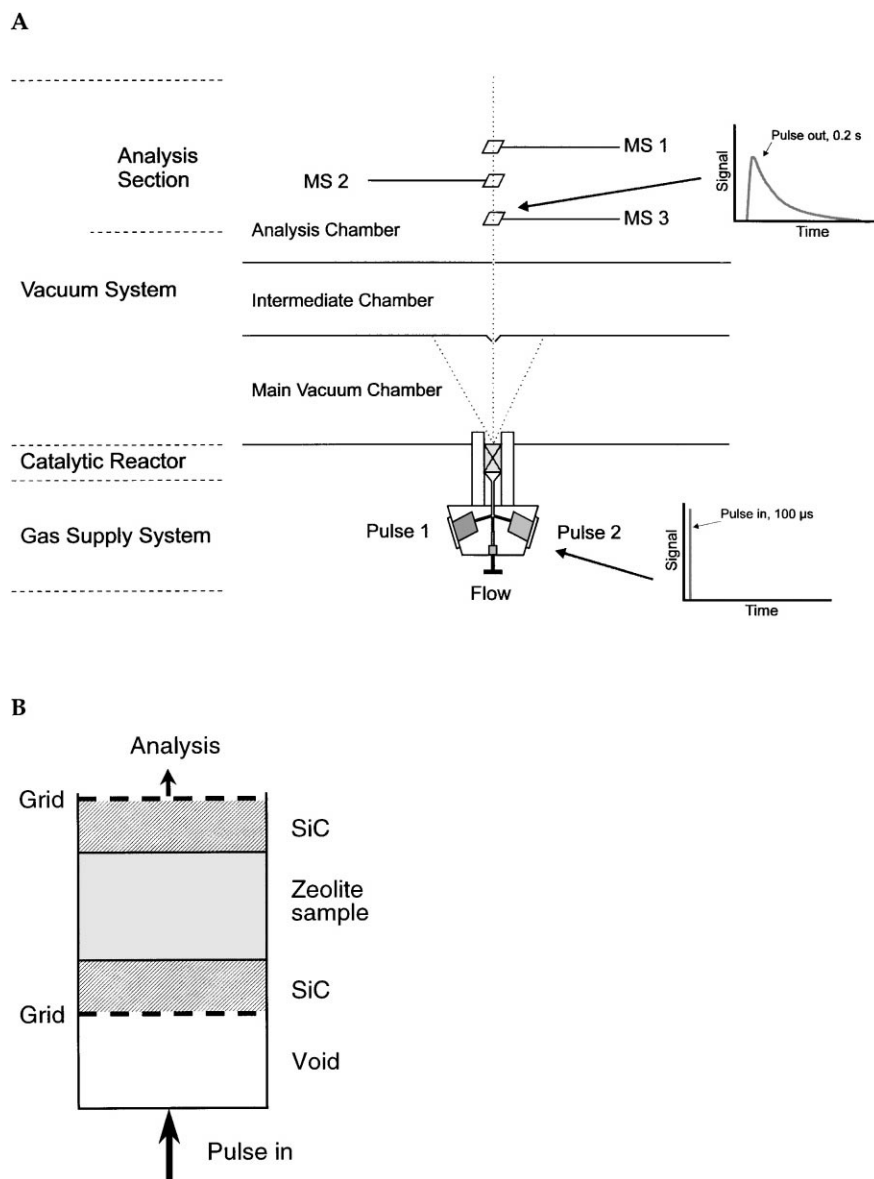 A
Analysis
Section
MS 1
MS 2
MS 3
Analysis Chamber
Signal
Pulse out, 0.2 s
Time
Vacuum System
Intermediate Chamber
Main Vacuum Chamber
Catalytic Reactor
Gas Supply System
Pulse 1
Pulse 2
Flow
Signal
Pulse in, 100 μs
Time
B
Analysis
Grid
SiC
Zeolite
sample
SiC
Grid
Void
Pulse in